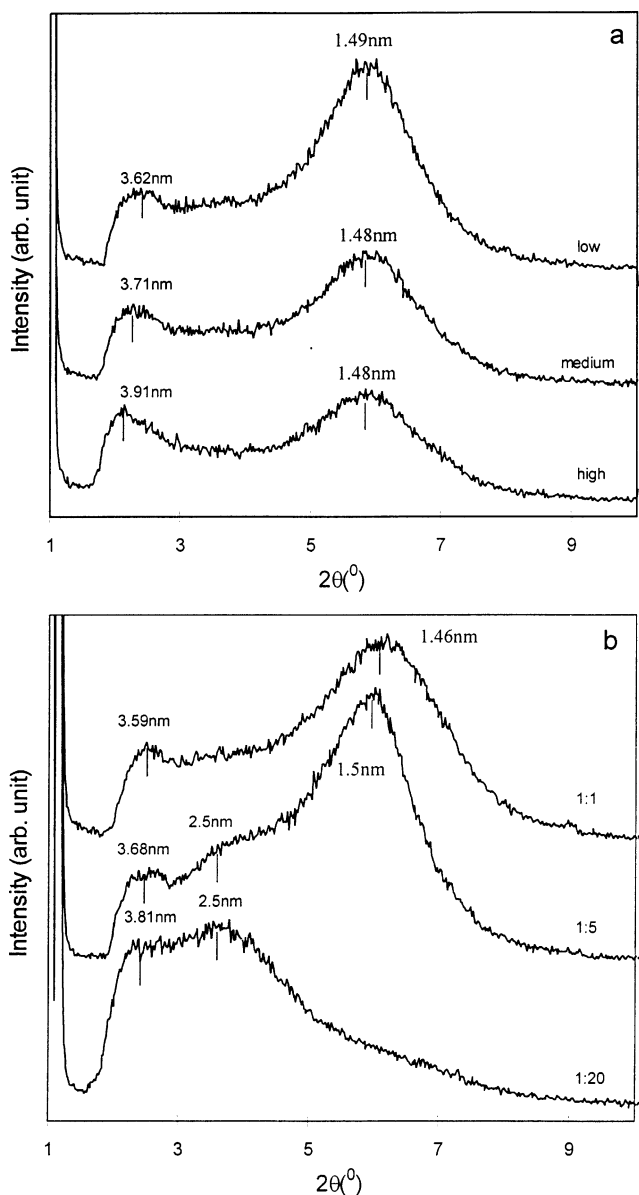 a
1.49nm
3.62nm
low
1.48nm
3.71nm
medium
1.48nm
3.91nm
high
Intensity (arb. unit)
1 3 5 7 9
2θ(⁰)
b
1.46nm
3.59nm
1.5nm
1:1
2.5nm
3.68nm
1:5
2.5nm
3.81nm
1:20
Intensity (arb. unit)
1 3 5 7 9
2θ(⁰)